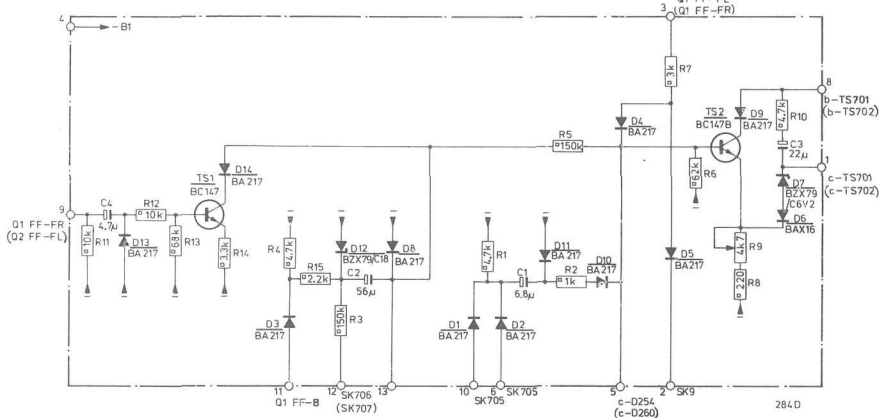 4
-B1
3
(Q1 FF-FR)
R7
3k
8
b-TS701
(b-TS702)
TS2
BC147B
D9
BA217
4.7k
R10
C3
22µ
1
c-TS701
(c-TS702)
D7
BZX79
C6V2
D6
BAX16
D4
BA217
R5
150k
R6
62k
4k7
R9
220
R8
D5
BA217
TS1
BC147
D14
BA217
9
Q1 FF-FR
(Q2 FF-FL)
C4
4.7µ
R12
10k
10k
R11
D13
BA217
68k
R13
3.3k
R14
R4
4.7k
D12
BZX79/C18
D8
BA217
R15
2.2k
C2
56µ
150k
R3
D3
BA217
4.7k
R1
D11
BA217
D10
BA217
C1
6.8µ
R2
1k
D1
BA217
D2
BA217
11
Q1 FF-B
12
SK706
(SK707)
13
10
SK705
6
SK705
5
c-D254
(c-D260)
2
SK9
284D